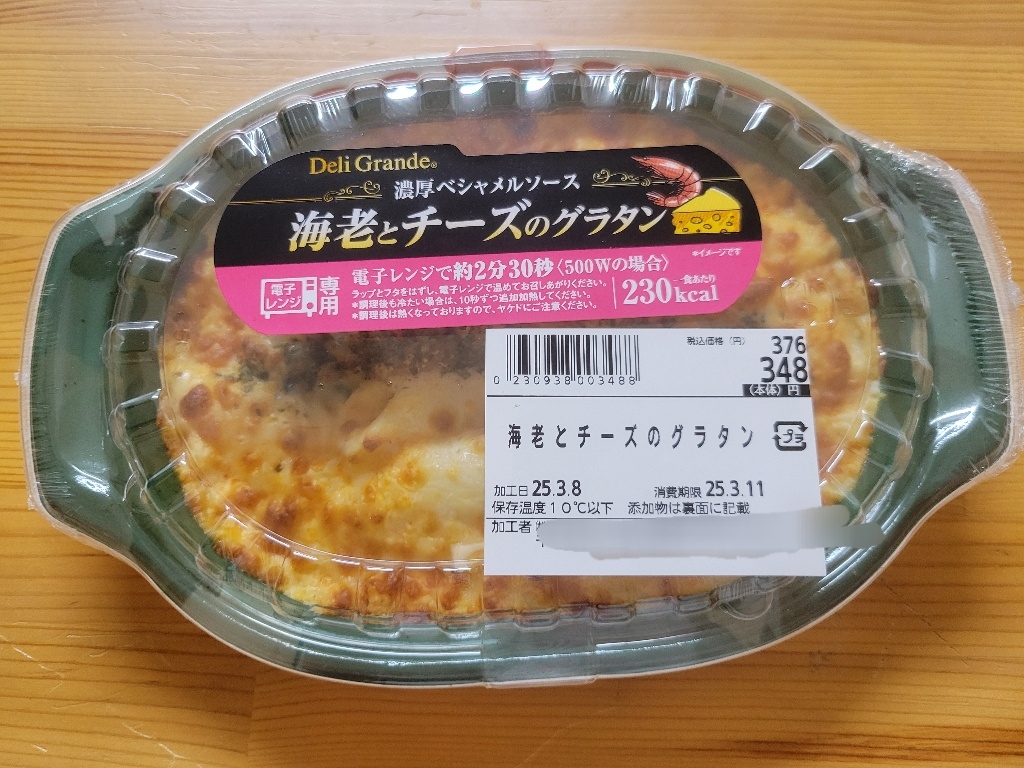 Deli Grande®
濃厚ベシャメルソース
海老とチーズのグラタン
*イメージです
電子レンジ専用
電子レンジで約2分30秒〈500Wの場合〉
ラップとフタをはずし、電子レンジで温めてお召しあがりください。
*調理後も冷たい場合は、10秒ずつ追加加熱してください。
*調理後は熱くなっておりますので、ヤケドにご注意ください。
一食あたり
230kcal
税込価格(円) 376
348
(本体) 円
0 230938 003488
海老とチーズのグラタン プラ
加工日 25.3.8 消費期限 25.3.11
保存温度10℃以下 添加物は裏面に記載
加工者